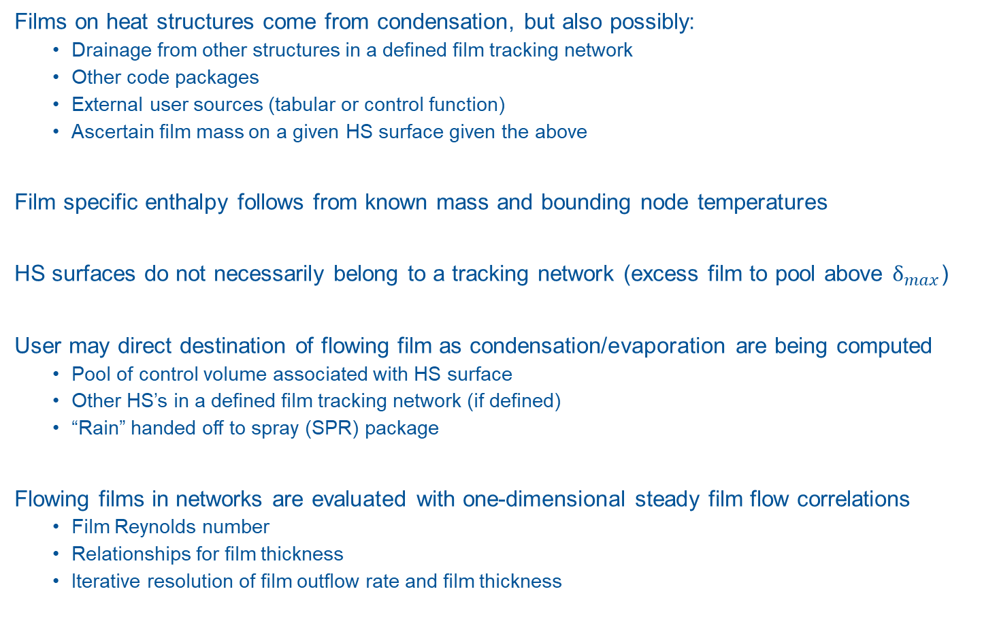 Films on heat structures come from condensation, but also possibly:
• Drainage from other structures in a defined film tracking network
• Other code packages
• External user sources (tabular or control function)
• Ascertain film mass on a given HS surface given the above
Film specific enthalpy follows from known mass and bounding node temperatures
HS surfaces do not necessarily belong to a tracking network (excess film to pool above δₘₐₓ)
User may direct destination of flowing film as condensation/evaporation are being computed
• Pool of control volume associated with HS surface
• Other HS’s in a defined film tracking network (if defined)
• “Rain” handed off to spray (SPR) package
Flowing films in networks are evaluated with one-dimensional steady film flow correlations
• Film Reynolds number
• Relationships for film thickness
• Iterative resolution of film outflow rate and film thickness